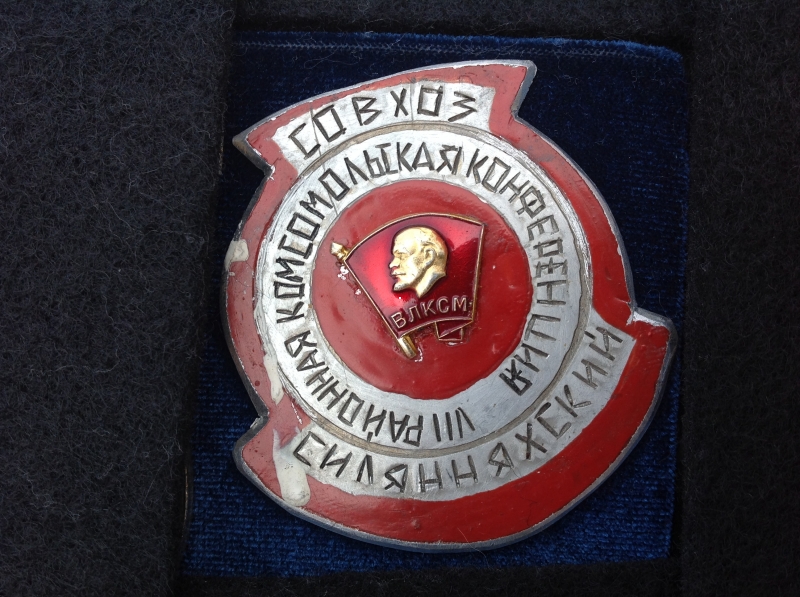 СОВХОЗ
VII РАЙОННАЯ КОМСОМОЛЬСКАЯ КОНФЕРЕНЦИЯ
ВЛКСМ
СИЛЯННЯХСКИЙ